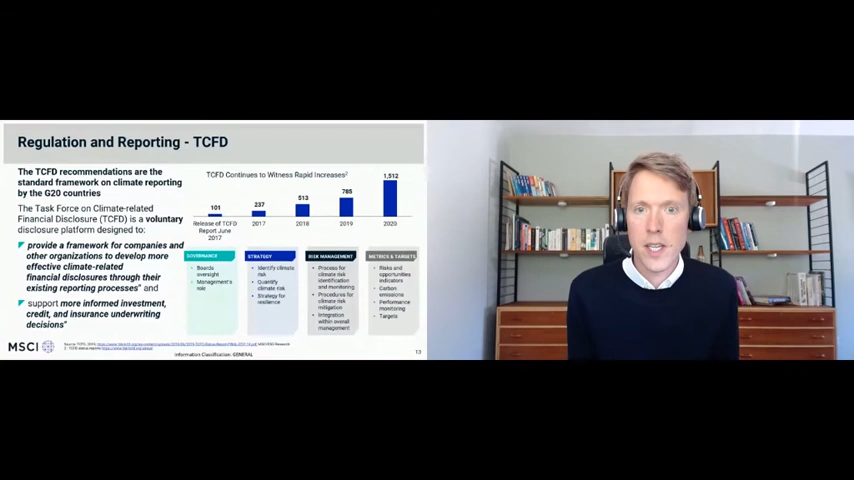 Regulation and Reporting - TCFD
The TCFD recommendations are the
standard framework on climate reporting
by the G20 countries
The Task Force on Climate-related
Financial Disclosure (TCFD) is a voluntary
disclosure platform designed to:
provide a framework for companies and
other organizations to develop more
effective climate-related
financial disclosures through their
existing reporting processes" and
support more informed investment,
credit, and insurance underwriting
decisions"
TCFD Continues to Witness Rapid Increases2
101
237
513
785
1,512
Release of TCFD
Report June
2017
2017
2018
2019
2020
GOVERNANCE
Boards
oversight
Management's
role
STRATEGY
Identify climate
risk
Quantify
climate risk
Strategy for
resilience
RISK MANAGEMENT
Process for
climate risk
identification
and monitoring
Procedures for
climate risk
mitigation
Integration
within overall
management
METRICS & TARGETS
Risks and
opportunities
indicators
Carbon
emissions
Performance
monitoring
Targets
MSCI
Information Classification: GENERAL
13